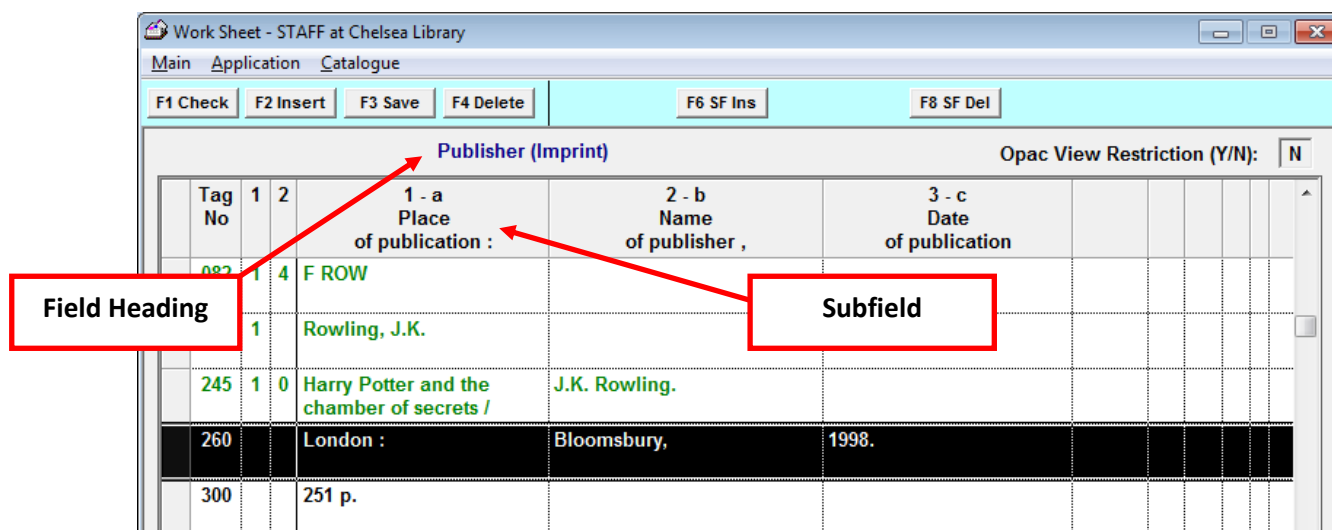 Work Sheet - STAFF at Chelsea Library
Main Application Catalogue
F1 Check F2 Insert F3 Save F4 Delete F6 SF Ins F8 SF Del
Publisher (Imprint) Opac View Restriction (Y/N): N
Tag No 1 2 1 - a Place of publication : 2 - b Name of publisher , 3 - c Date of publication
1 4 F ROW
Field Heading
Subfield
1 Rowling, J.K.
245 1 0 Harry Potter and the J.K. Rowling.
chamber of secrets /
260 London : Bloomsbury, 1998.
300 251 p.